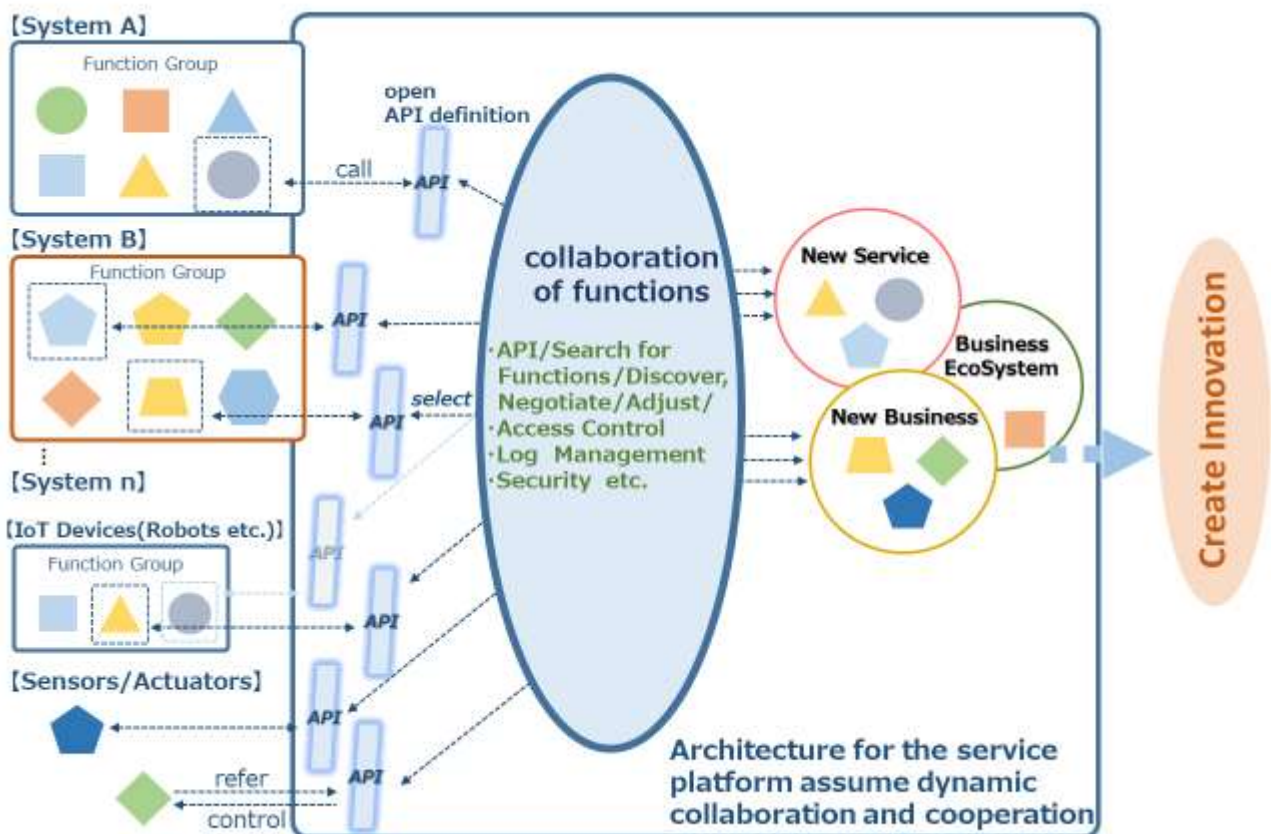 【System A】
Function Group
open
API definition
call
API
【System B】
Function Group
API
select
API
⋮
【System n】
【IoT Devices(Robots etc.)】
Function Group
API
API
【Sensors/Actuators】
API
refer
control
API
collaboration
of functions
・API/Search for
Functions/Discover,
Negotiate/Adjust/
・Access Control
・Log Management
・Security etc.
New Service
Business
EcoSystem
New Business
Create Innovation
Architecture for the service
platform assume dynamic
collaboration and cooperation